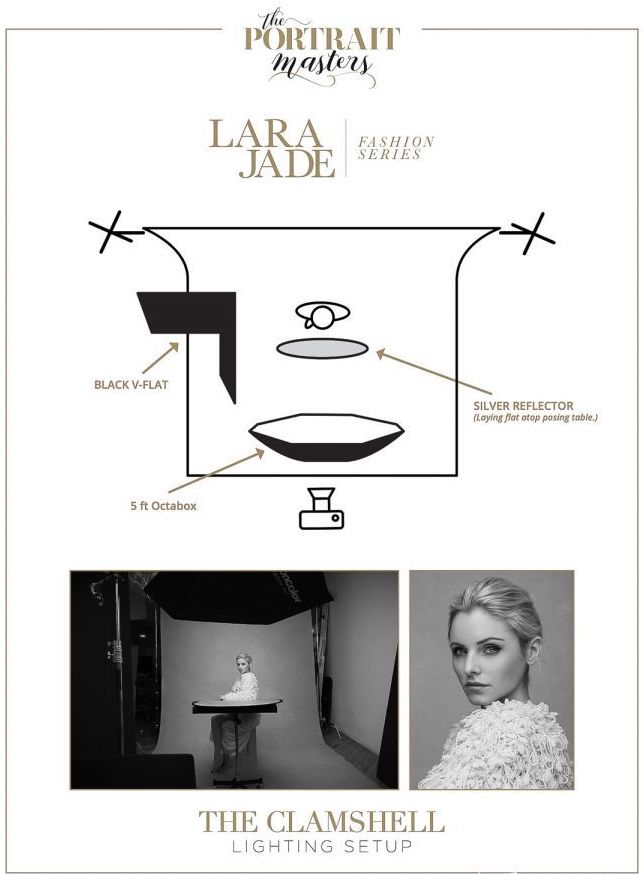 The
PORTRAIT
masters
LARA
JADE
FASHION
SERIES
BLACK V-FLAT
SILVER REFLECTOR
(Laying flat atop posing table.)
5 ft Octabox
THE CLAMSHELL
LIGHTING SETUP